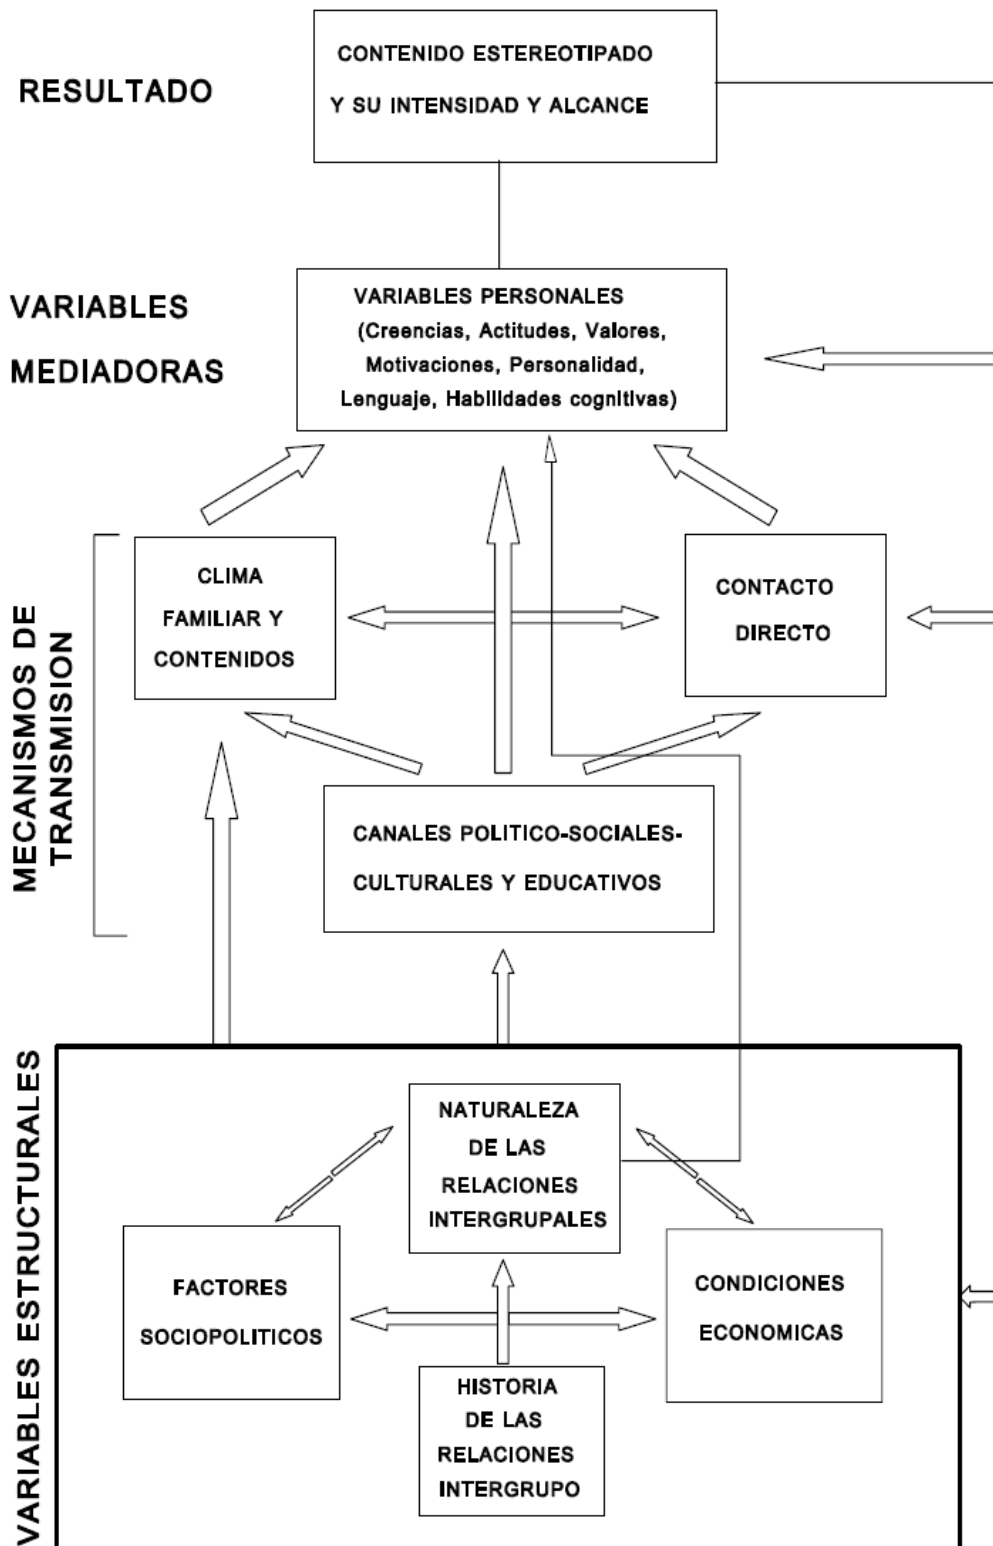 CONTENIDO ESTEREOTIPADO
Y SU INTENSIDAD Y ALCANCE
RESULTADO
VARIABLES
MEDIADORAS
VARIABLES PERSONALES
(Creencias, Actitudes, Valores,
Motivaciones, Personalidad,
Lenguaje, Habilidades cognitivas)
MECANISMOS DE
TRANSMISION
CLIMA
FAMILIAR Y
CONTENIDOS
CONTACTO
DIRECTO
CANALES POLITICO-SOCIALES-
CULTURALES Y EDUCATIVOS
VARIABLES ESTRUCTURALES
NATURALEZA
DE LAS
RELACIONES
INTERGRUPALES
FACTORES
SOCIOPOLITICOS
CONDICIONES
ECONOMICAS
HISTORIA
DE LAS
RELACIONES
INTERGRUPO